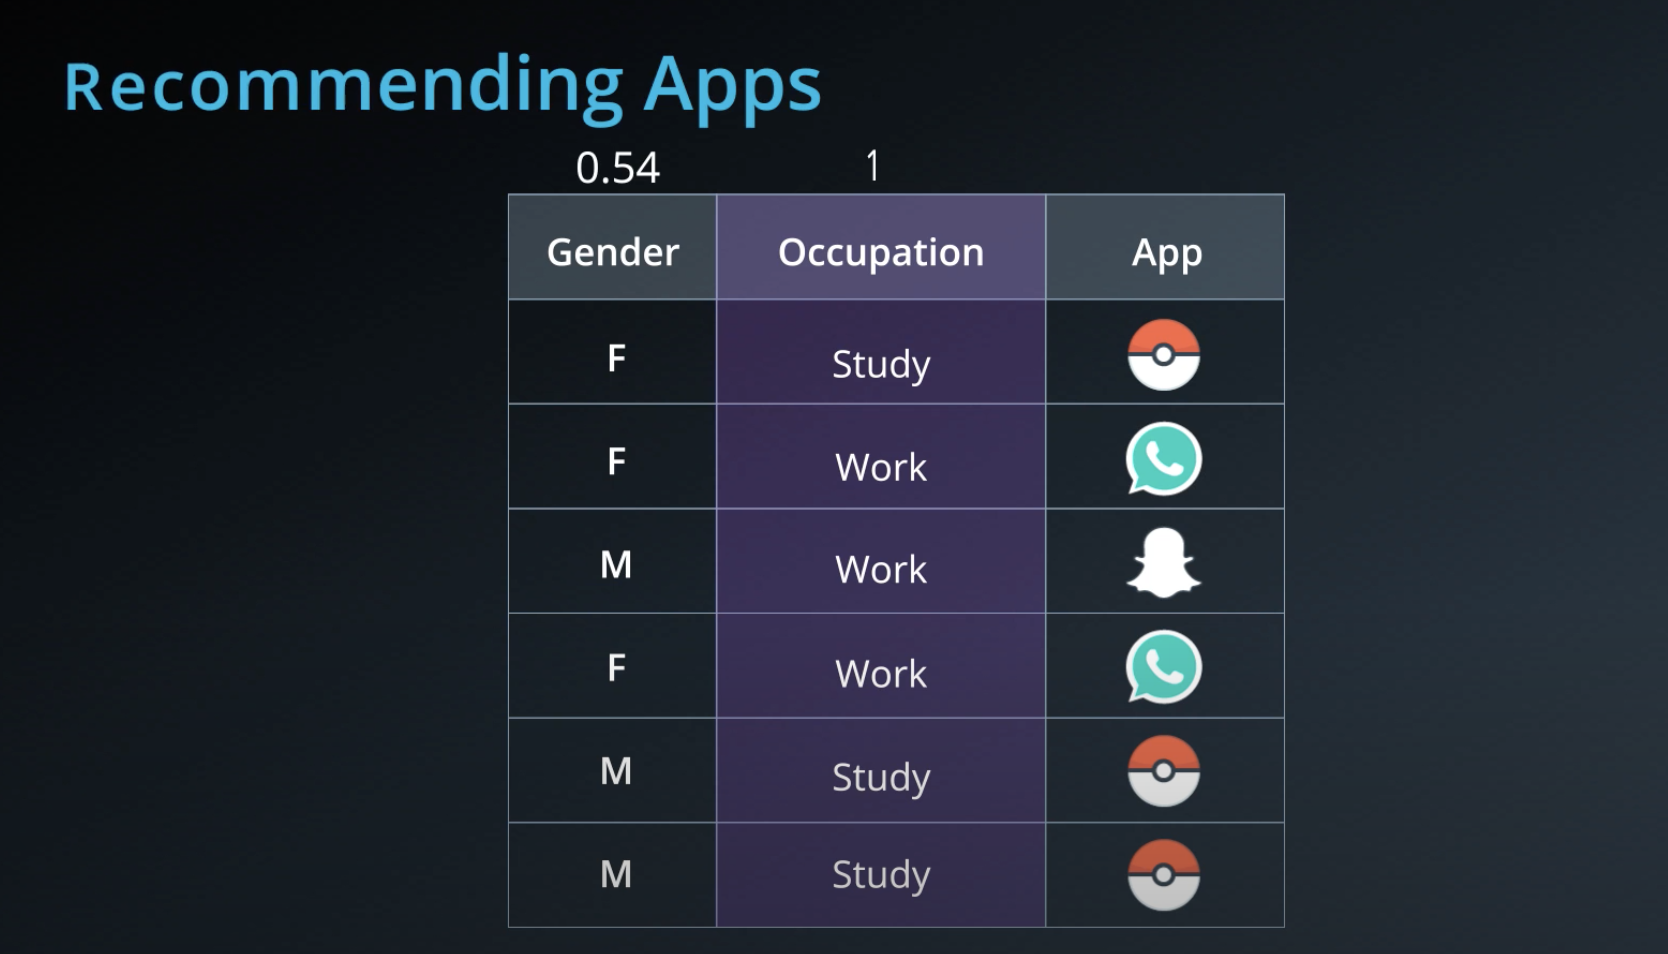 Recommending Apps
0.54 1
Gender Occupation App
F Study
F Work
M Work
F Work
M Study
M Study